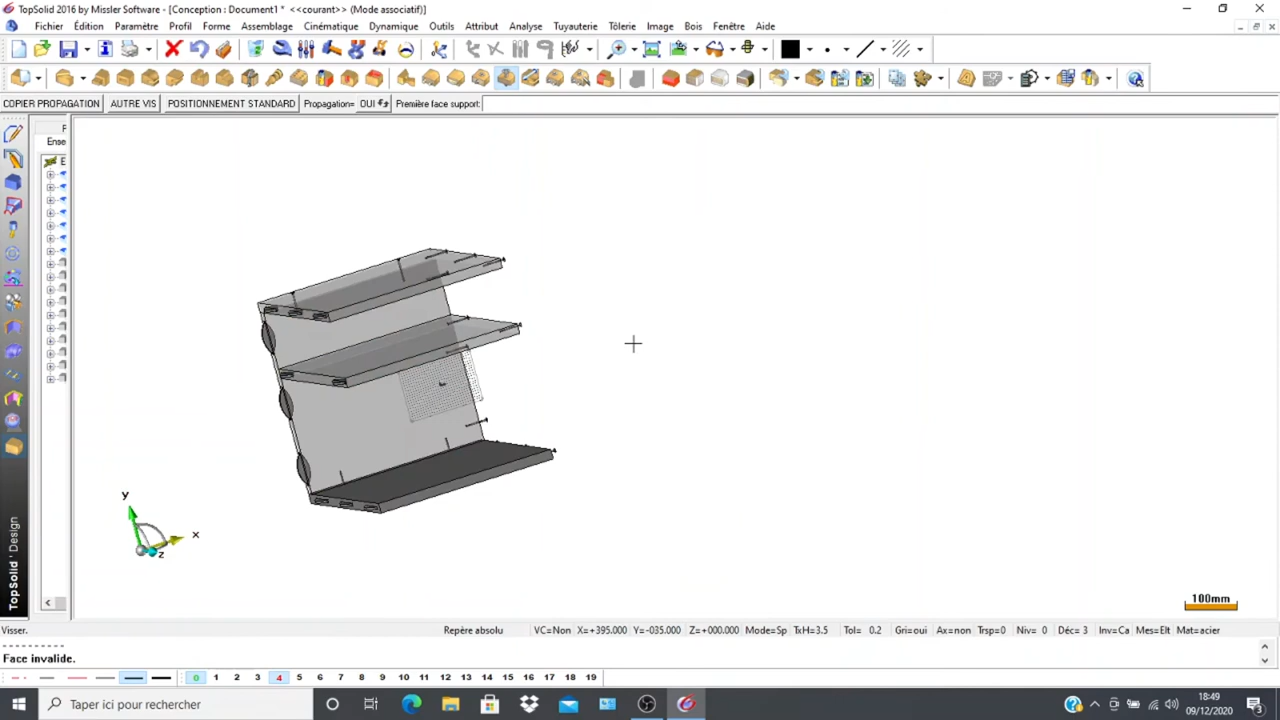 TopSolid 2016 by Missler Software - [Conception : Document1 * <<courant>> (Mode associatif)]
Fichier Édition Paramètre Profil Forme Assemblage Cinématique Dynamique Outils Attribut Analyse Tuyauterie Tôlerie Image Bois Fenêtre Aide
COPIER PROPAGATION AUTRE VIS POSITIONNEMENT STANDARD Propagation= OUI Première face support:
Ense
E
y
x
z
TopSolid'Design
100mm
Visser. Repère absolu VC=Non X=+395.000 Y=-035.000 Z=+000.000 Mode=Sp TxH=3.5 Tol= 0.2 Gri=oui Ax=non Trsp=0 Niv= 0 Déc= 3 Inv=Ca Mes=Elt Mat=acier
----------
Face invalide.
0 1 2 3 4 5 6 7 8 9 10 11 12 13 14 15 16 17 18 19
Taper ici pour rechercher
18:49
09/12/2020
3